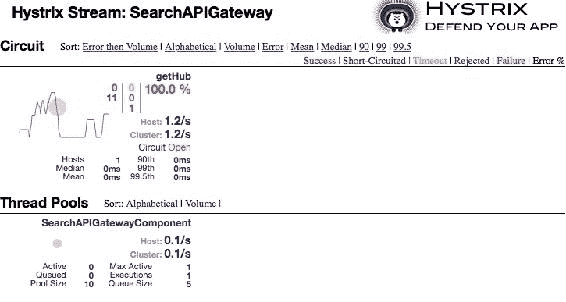 Hystrix Stream: SearchAPIGateway
HYSTRIX
DEFEND YOUR APP
Circuit Sort: Error then Volume | Alphabetical | Volume | Error | Mean | Median | 90 | 99 | 99.5
Success | Short-Circuited | Timeout | Rejected | Failure | Error %
getHub
0 0 100.0 %
11 0
1
Host: 1.2/s
Cluster: 1.2/s
Circuit Open
Hosts 1 90th 0ms
Median 0ms 99th 0ms
Mean 0ms 99.5th 0ms
Thread Pools Sort: Alphabetical | Volume |
SearchAPIGatewayComponent
Host: 0.1/s
Cluster: 0.1/s
Active 0 Max Active 1
Queued 0 Executions 1
Pool Size 10 Queue Size 5